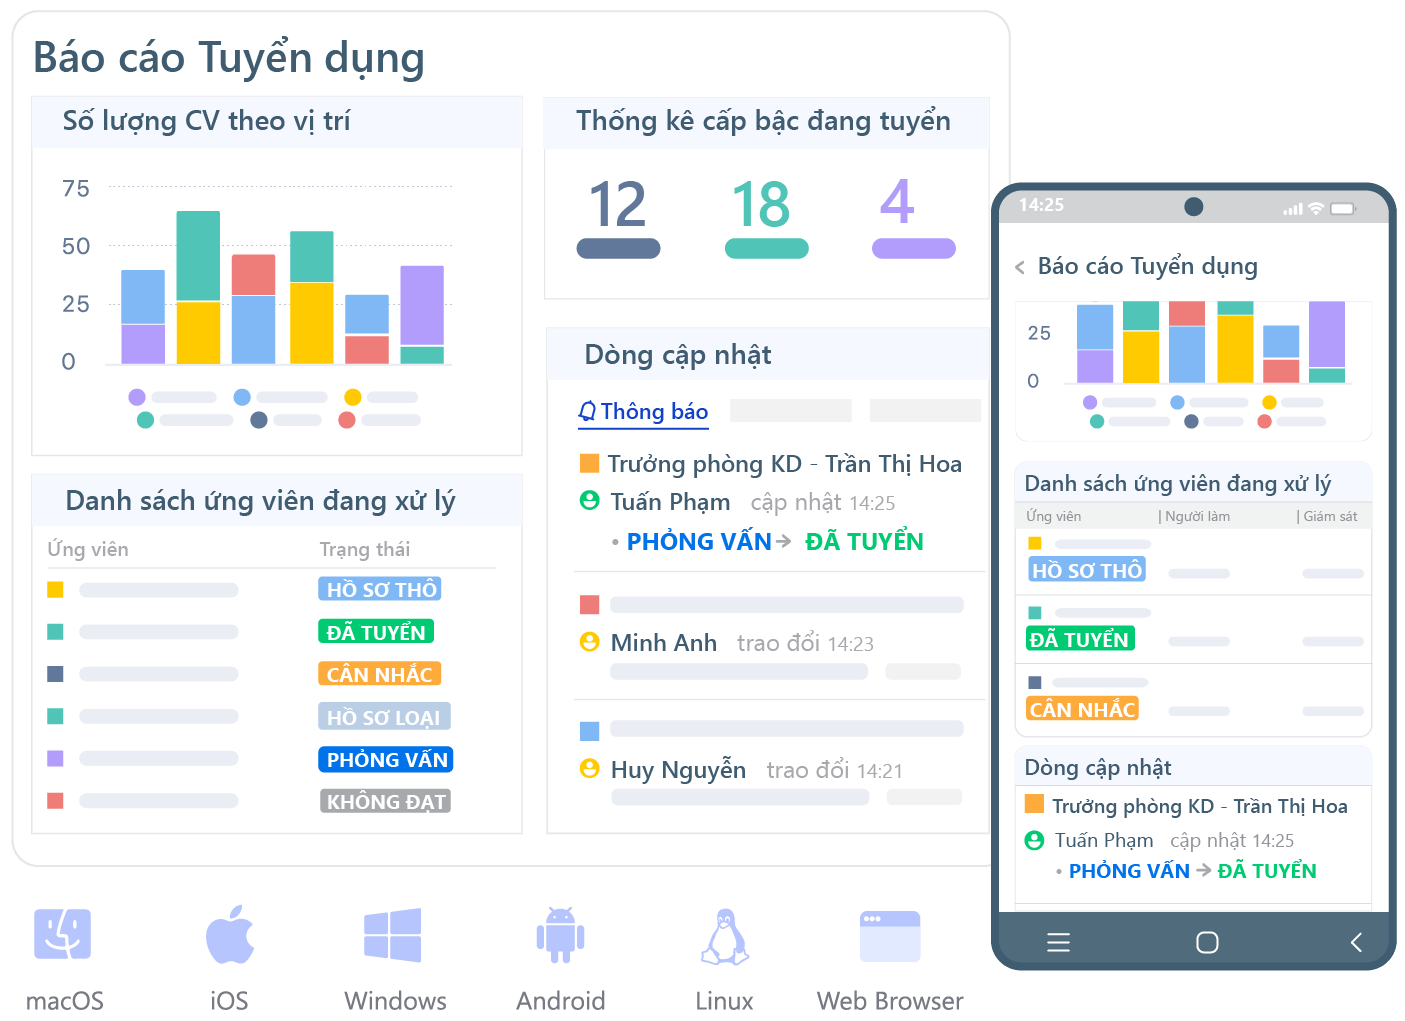 Báo cáo Tuyển dụng
Số lượng CV theo vị trí
75
50
25
0
Thống kê cấp bậc đang tuyển
12 18 4
Danh sách ứng viên đang xử lý
Ứng viên Trạng thái
HỒ SƠ THÔ
ĐÃ TUYỂN
CÂN NHẮC
HỒ SƠ LOẠI
PHỎNG VẤN
KHÔNG ĐẠT
Dòng cập nhật
Thông báo
Trưởng phòng KD - Trần Thị Hoa
Tuấn Phạm cập nhật 14:25
• PHỎNG VẤN → ĐÃ TUYỂN
Minh Anh trao đổi 14:23
Huy Nguyễn trao đổi 14:21
14:25
Báo cáo Tuyển dụng
25
0
Danh sách ứng viên đang xử lý
Ứng viên | Người làm | Giám sát
HỒ SƠ THÔ
ĐÃ TUYỂN
CÂN NHẮC
Dòng cập nhật
Trưởng phòng KD - Trần Thị Hoa
Tuấn Phạm cập nhật 14:25
• PHỎNG VẤN → ĐÃ TUYỂN
macOS iOS Windows Android Linux Web Browser